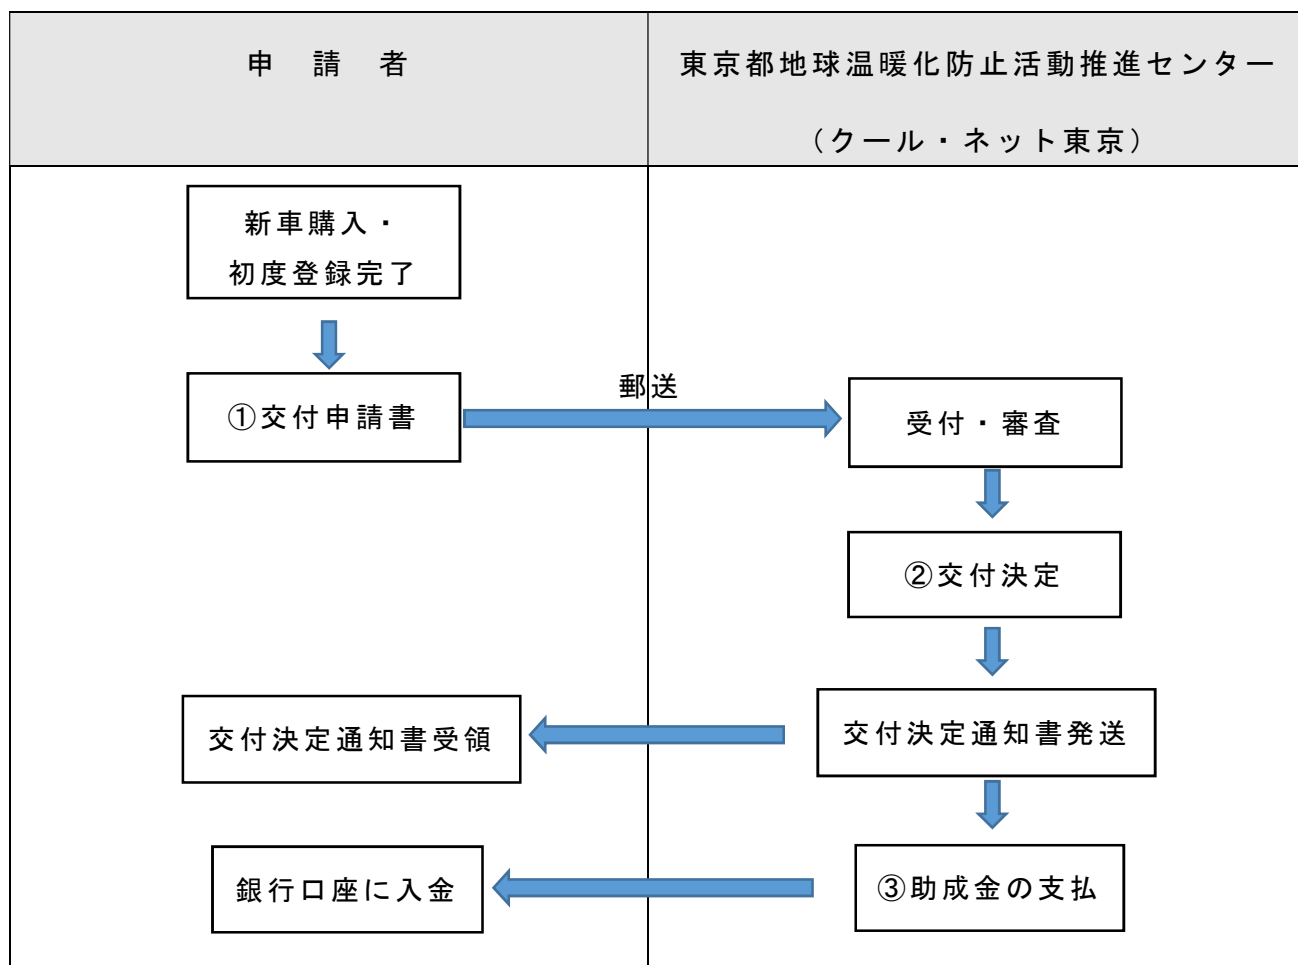 申　請　者
東京都地球温暖化防止活動推進センター
（クール・ネット東京）
新車購入・
初度登録完了
①交付申請書
郵送
受付・審査
②交付決定
交付決定通知書発送
交付決定通知書受領
③助成金の支払
銀行口座に入金